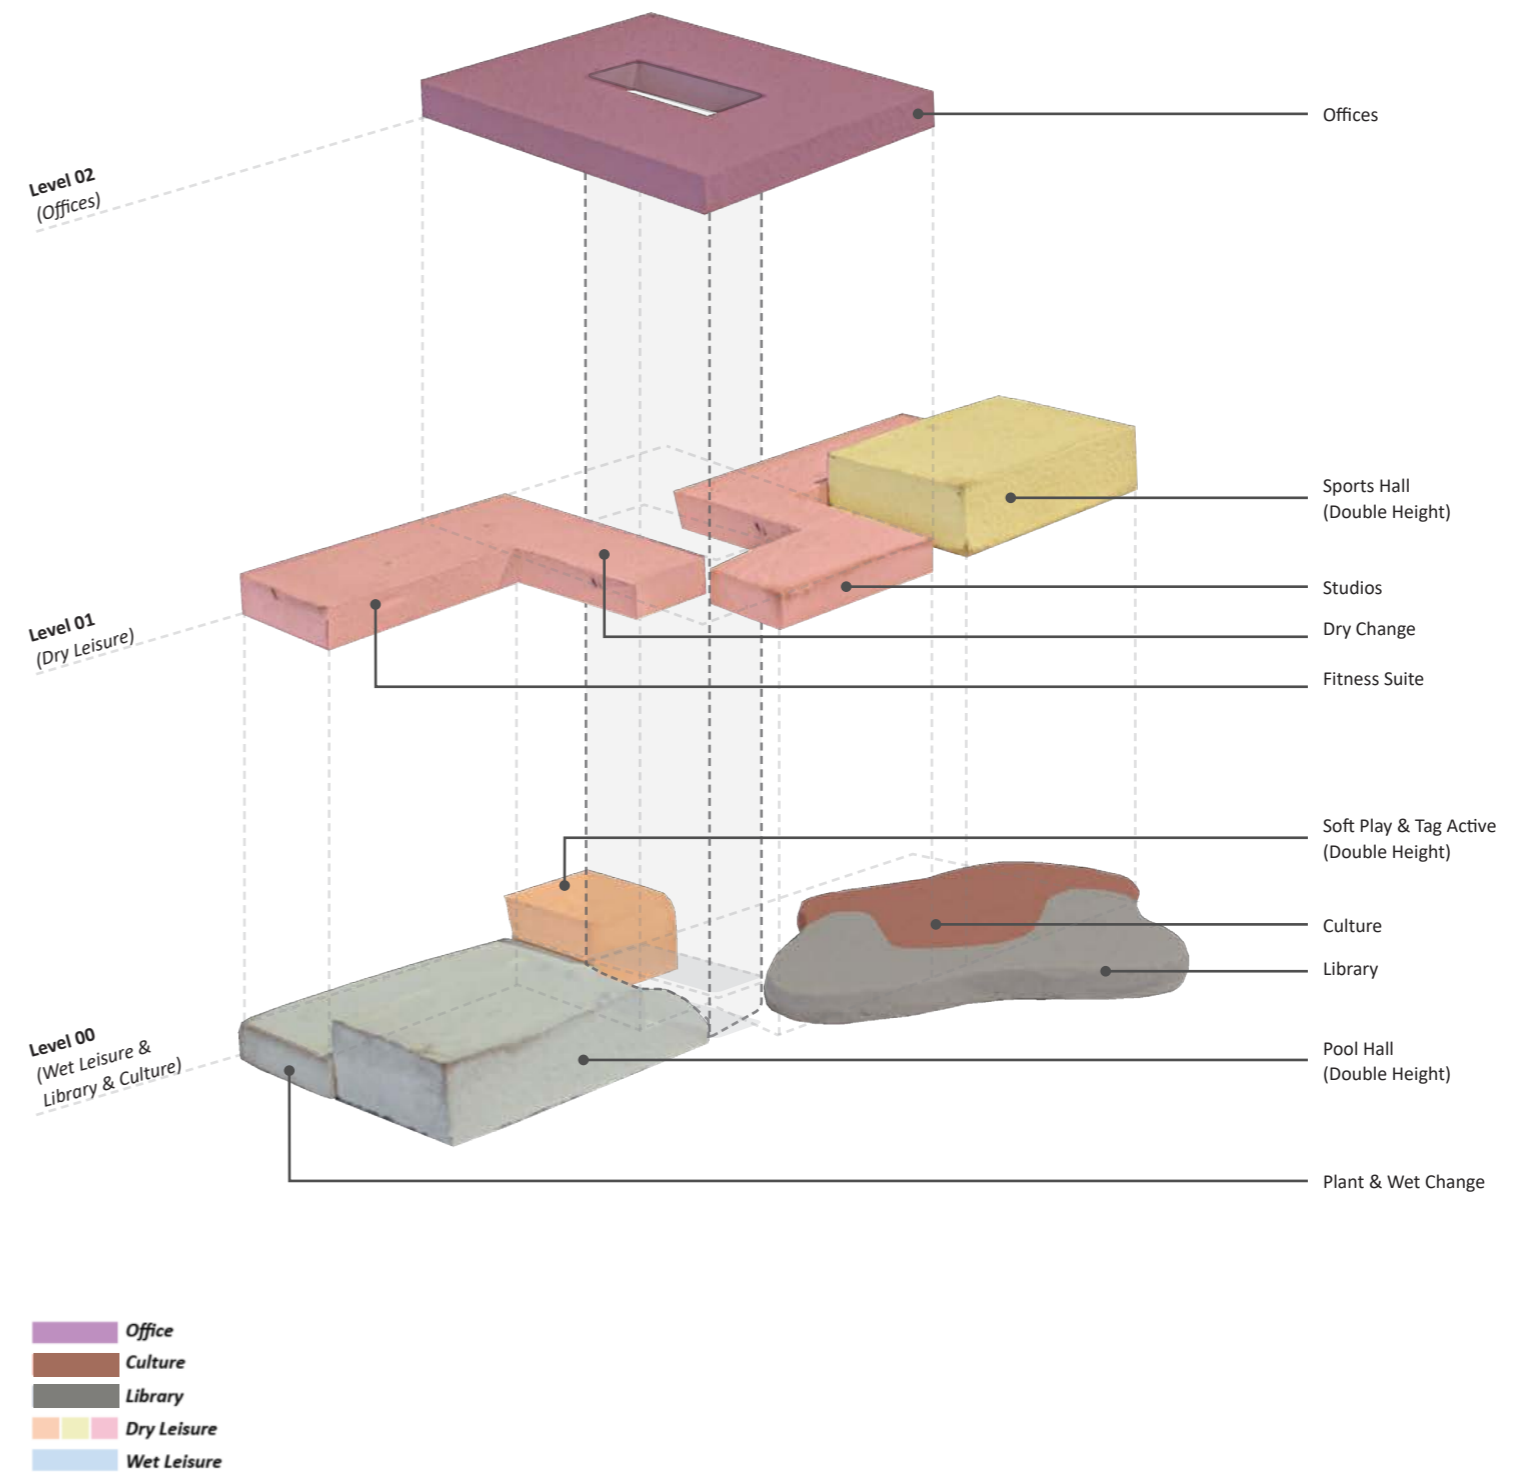 Offices
Level 02
(Offices)
Sports Hall
(Double Height)
Studios
Level 01
(Dry Leisure)
Dry Change
Fitness Suite
Soft Play & Tag Active
(Double Height)
Culture
Library
Level 00
(Wet Leisure &
Library & Culture)
Pool Hall
(Double Height)
Plant & Wet Change
Office
Culture
Library
Dry Leisure
Wet Leisure